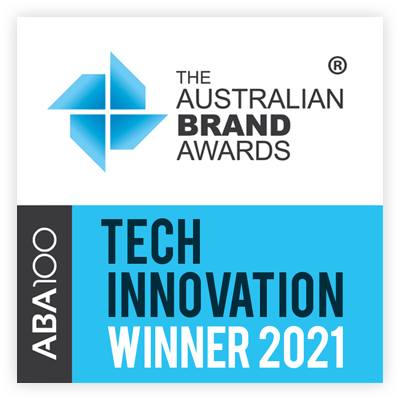 ®
THE
AUSTRALIAN
BRAND
AWARDS
ABA100
TECH
INNOVATION
WINNER 2021